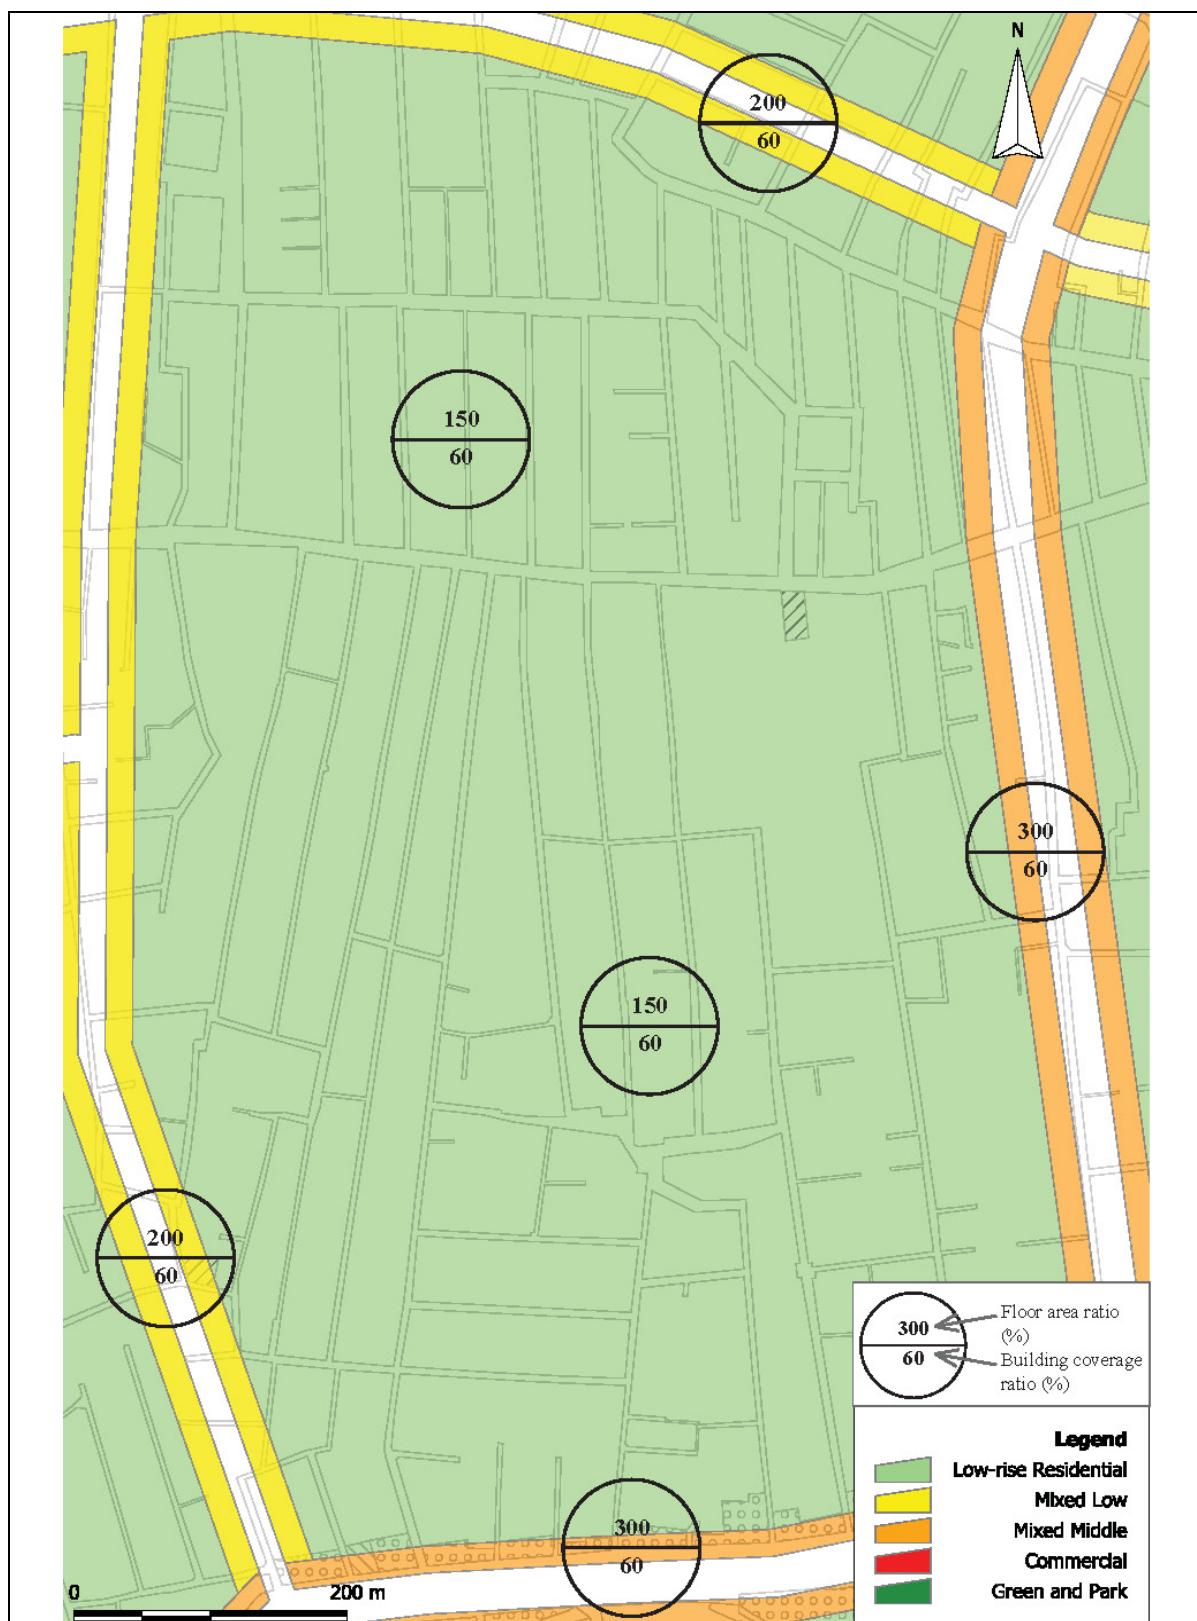 N
200
60
150
60
300
60
150
60
200
60
300
60
Floor area ratio
(%)
300
60
Building coverage
ratio (%)
Legend
Low-rise Residential
Mixed Low
Mixed Middle
Commercial
Green and Park
0
200 m